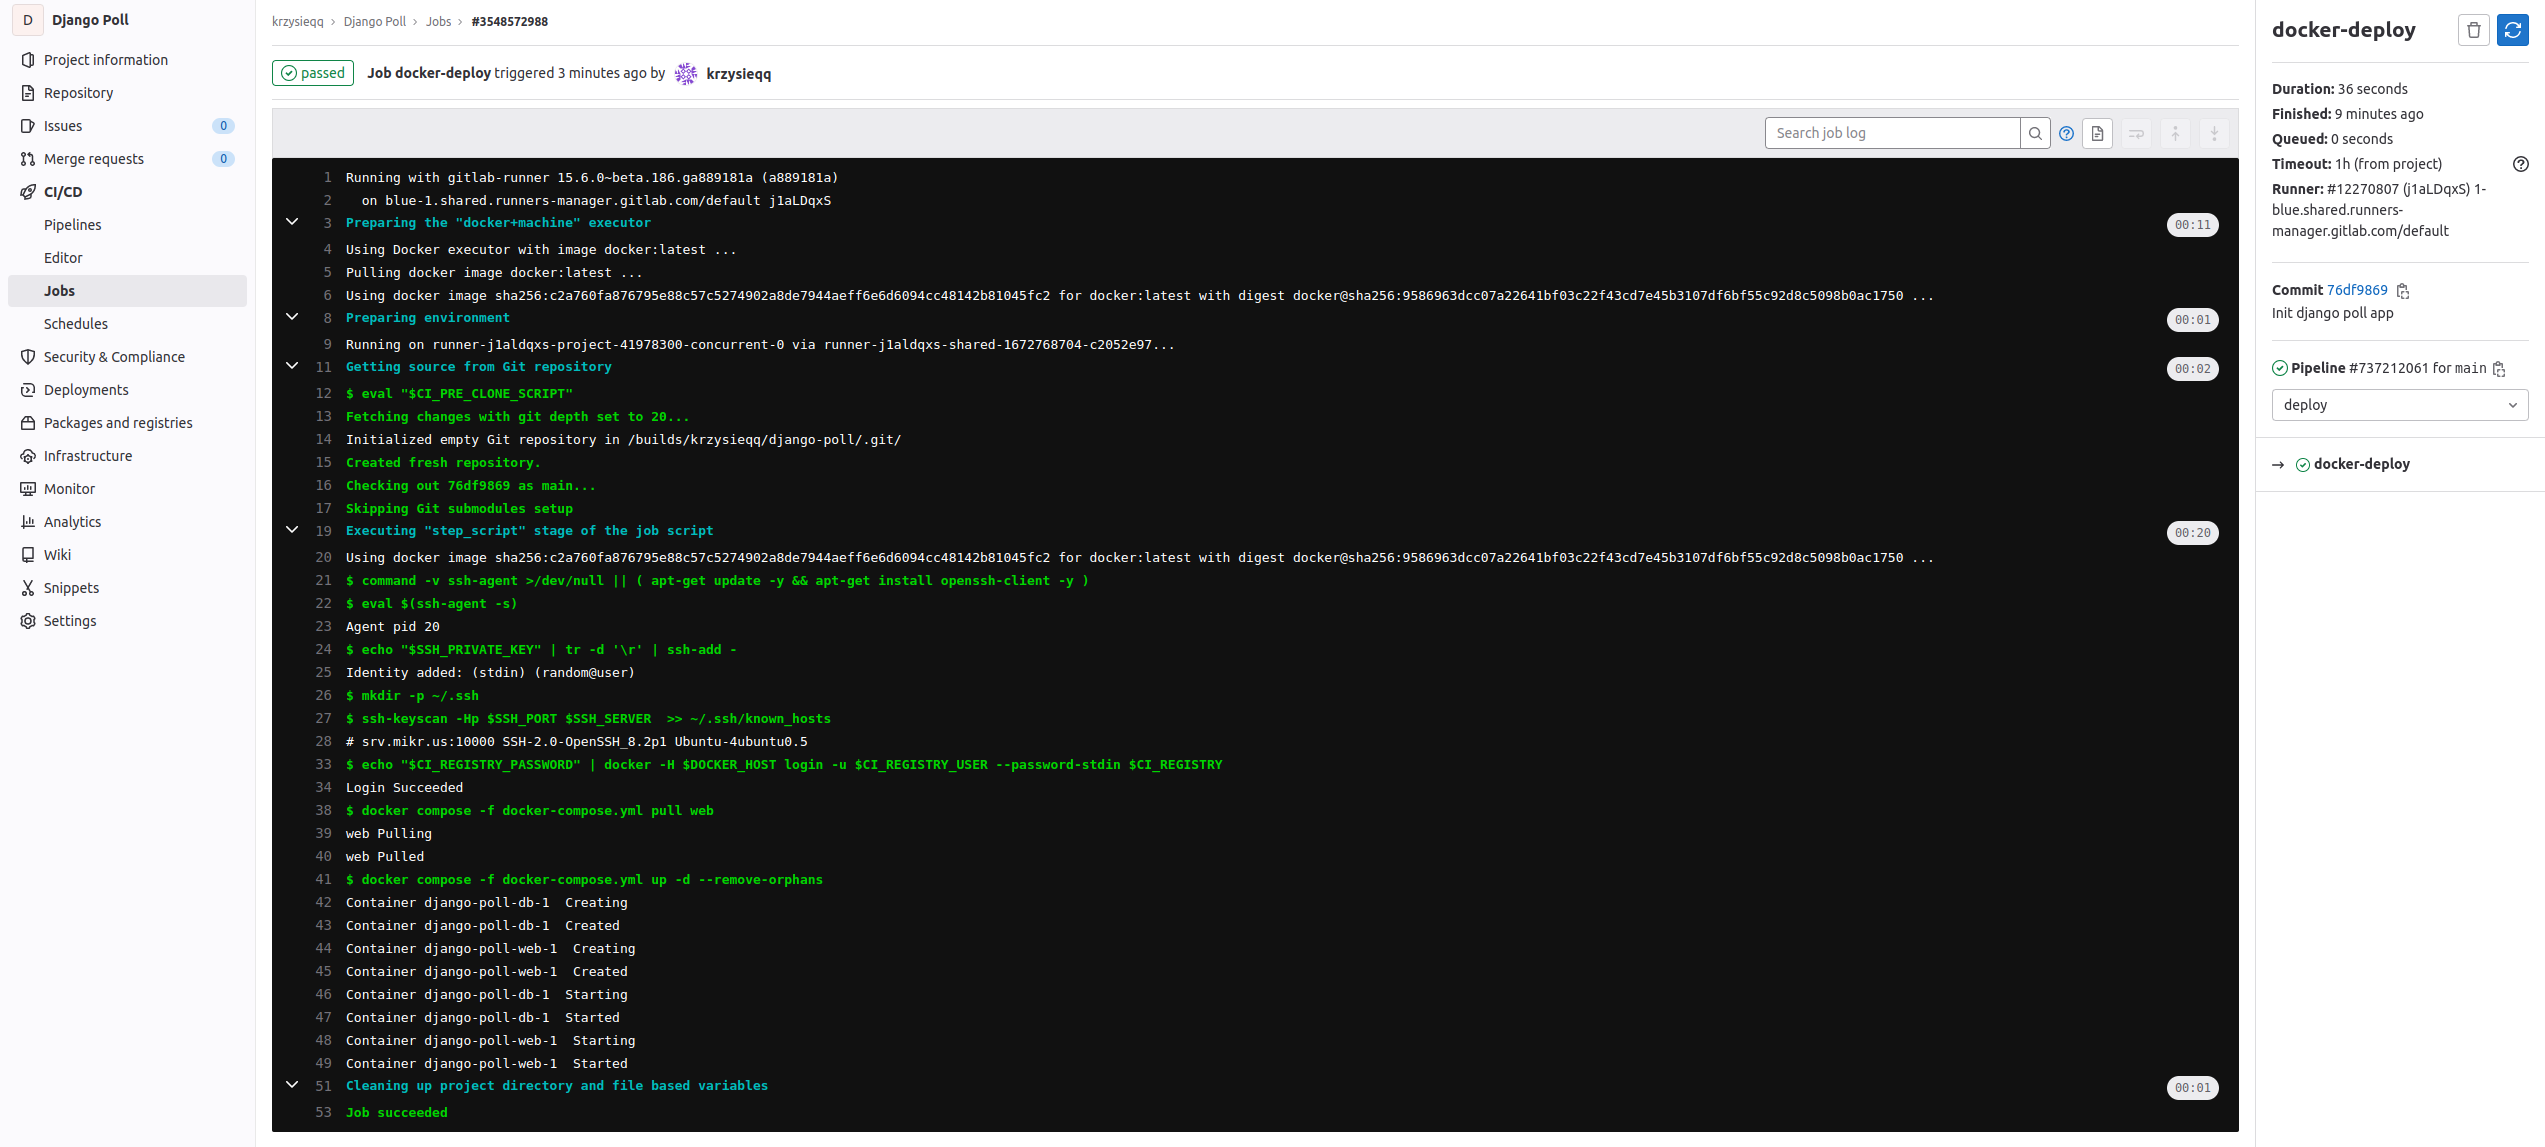 D Django Poll
Project information
Repository
Issues 0
Merge requests 0
CI/CD
Pipelines
Editor
Jobs
Schedules
Security & Compliance
Deployments
Packages and registries
Infrastructure
Monitor
Analytics
Wiki
Snippets
Settings
krzysieqq › Django Poll › Jobs › #3548572988
passed Job docker-deploy triggered 3 minutes ago by krzysieqq
Search job log
1 Running with gitlab-runner 15.6.0~beta.186.ga889181a (a889181a)
2 on blue-1.shared.runners-manager.gitlab.com/default j1aLDqxS
3 Preparing the "docker+machine" executor 00:11
4 Using Docker executor with image docker:latest ...
5 Pulling docker image docker:latest ...
6 Using docker image sha256:c2a760fa876795e88c57c5274902a8de7944aeff6e6d6094cc48142b81045fc2 for docker:latest with digest docker@sha256:9586963dcc07a22641bf03c22f43cd7e45b3107df6bf55c92d8c5098b0ac1750 ...
8 Preparing environment 00:01
9 Running on runner-j1aldqxs-project-41978300-concurrent-0 via runner-j1aldqxs-shared-1672768704-c2052e97...
11 Getting source from Git repository 00:02
12 $ eval "$CI_PRE_CLONE_SCRIPT"
13 Fetching changes with git depth set to 20...
14 Initialized empty Git repository in /builds/krzysieqq/django-poll/.git/
15 Created fresh repository.
16 Checking out 76df9869 as main...
17 Skipping Git submodules setup
19 Executing "step_script" stage of the job script 00:20
20 Using docker image sha256:c2a760fa876795e88c57c5274902a8de7944aeff6e6d6094cc48142b81045fc2 for docker:latest with digest docker@sha256:9586963dcc07a22641bf03c22f43cd7e45b3107df6bf55c92d8c5098b0ac1750 ...
21 $ command -v ssh-agent >/dev/null || ( apt-get update -y && apt-get install openssh-client -y )
22 $ eval $(ssh-agent -s)
23 Agent pid 20
24 $ echo "$SSH_PRIVATE_KEY" | tr -d '\r' | ssh-add -
25 Identity added: (stdin) (random@user)
26 $ mkdir -p ~/.ssh
27 $ ssh-keyscan -Hp $SSH_PORT $SSH_SERVER  >> ~/.ssh/known_hosts
28 # srv.mikr.us:10000 SSH-2.0-OpenSSH_8.2p1 Ubuntu-4ubuntu0.5
33 $ echo "$CI_REGISTRY_PASSWORD" | docker -H $DOCKER_HOST login -u $CI_REGISTRY_USER --password-stdin $CI_REGISTRY
34 Login Succeeded
38 $ docker compose -f docker-compose.yml pull web
39 web Pulling
40 web Pulled
41 $ docker compose -f docker-compose.yml up -d --remove-orphans
42 Container django-poll-db-1  Creating
43 Container django-poll-db-1  Created
44 Container django-poll-web-1  Creating
45 Container django-poll-web-1  Created
46 Container django-poll-db-1  Starting
47 Container django-poll-db-1  Started
48 Container django-poll-web-1  Starting
49 Container django-poll-web-1  Started
51 Cleaning up project directory and file based variables 00:01
53 Job succeeded
docker-deploy
Duration: 36 seconds
Finished: 9 minutes ago
Queued: 0 seconds
Timeout: 1h (from project)
Runner: #12270807 (j1aLDqxS) 1-
blue.shared.runners-
manager.gitlab.com/default
Commit 76df9869
Init django poll app
Pipeline #737212061 for main
deploy
→ docker-deploy